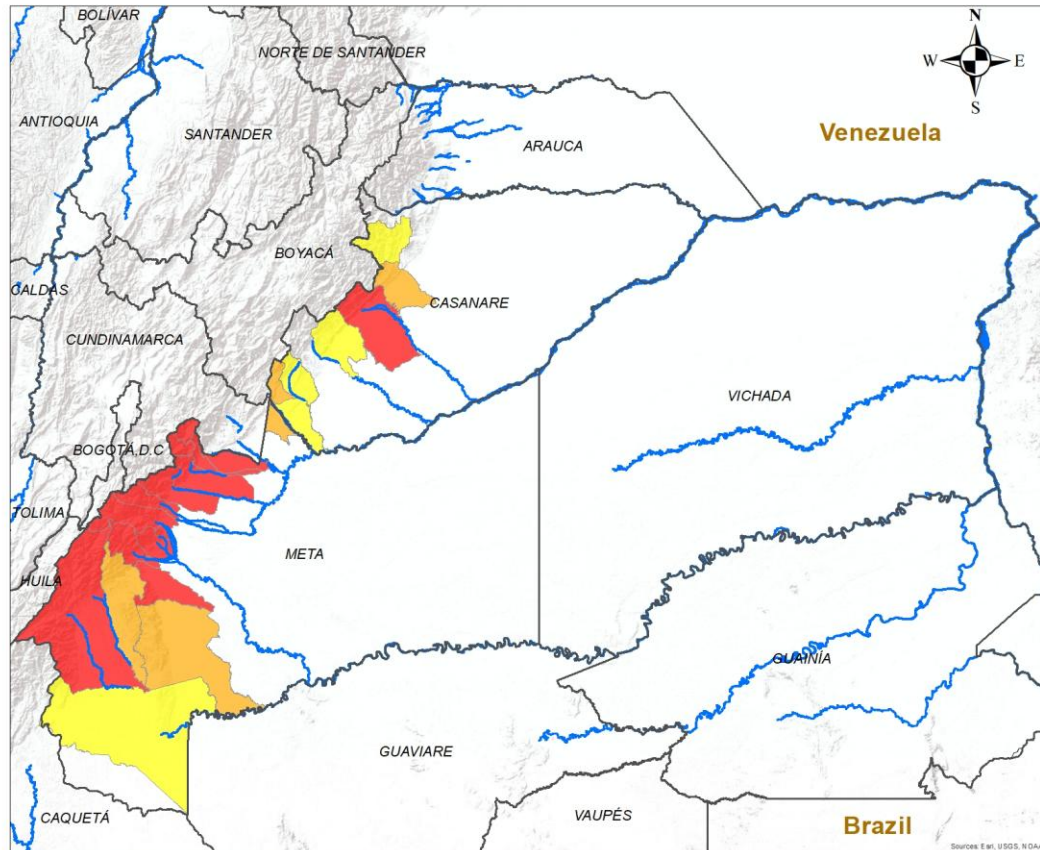 BOLÍVAR
NORTE DE SANTANDER
N
W
E
S
ANTIOQUIA
SANTANDER
ARAUCA
Venezuela
BOYACÁ
CALDAS
CASANARE
CUNDINAMARCA
VICHADA
BOGOTÁ,D.C
TOLIMA
META
HUILA
GUAINÍA
GUAVIARE
CAQUETÁ
VAUPÉS
Brazil
Sources: Esri, USGS, NOAA